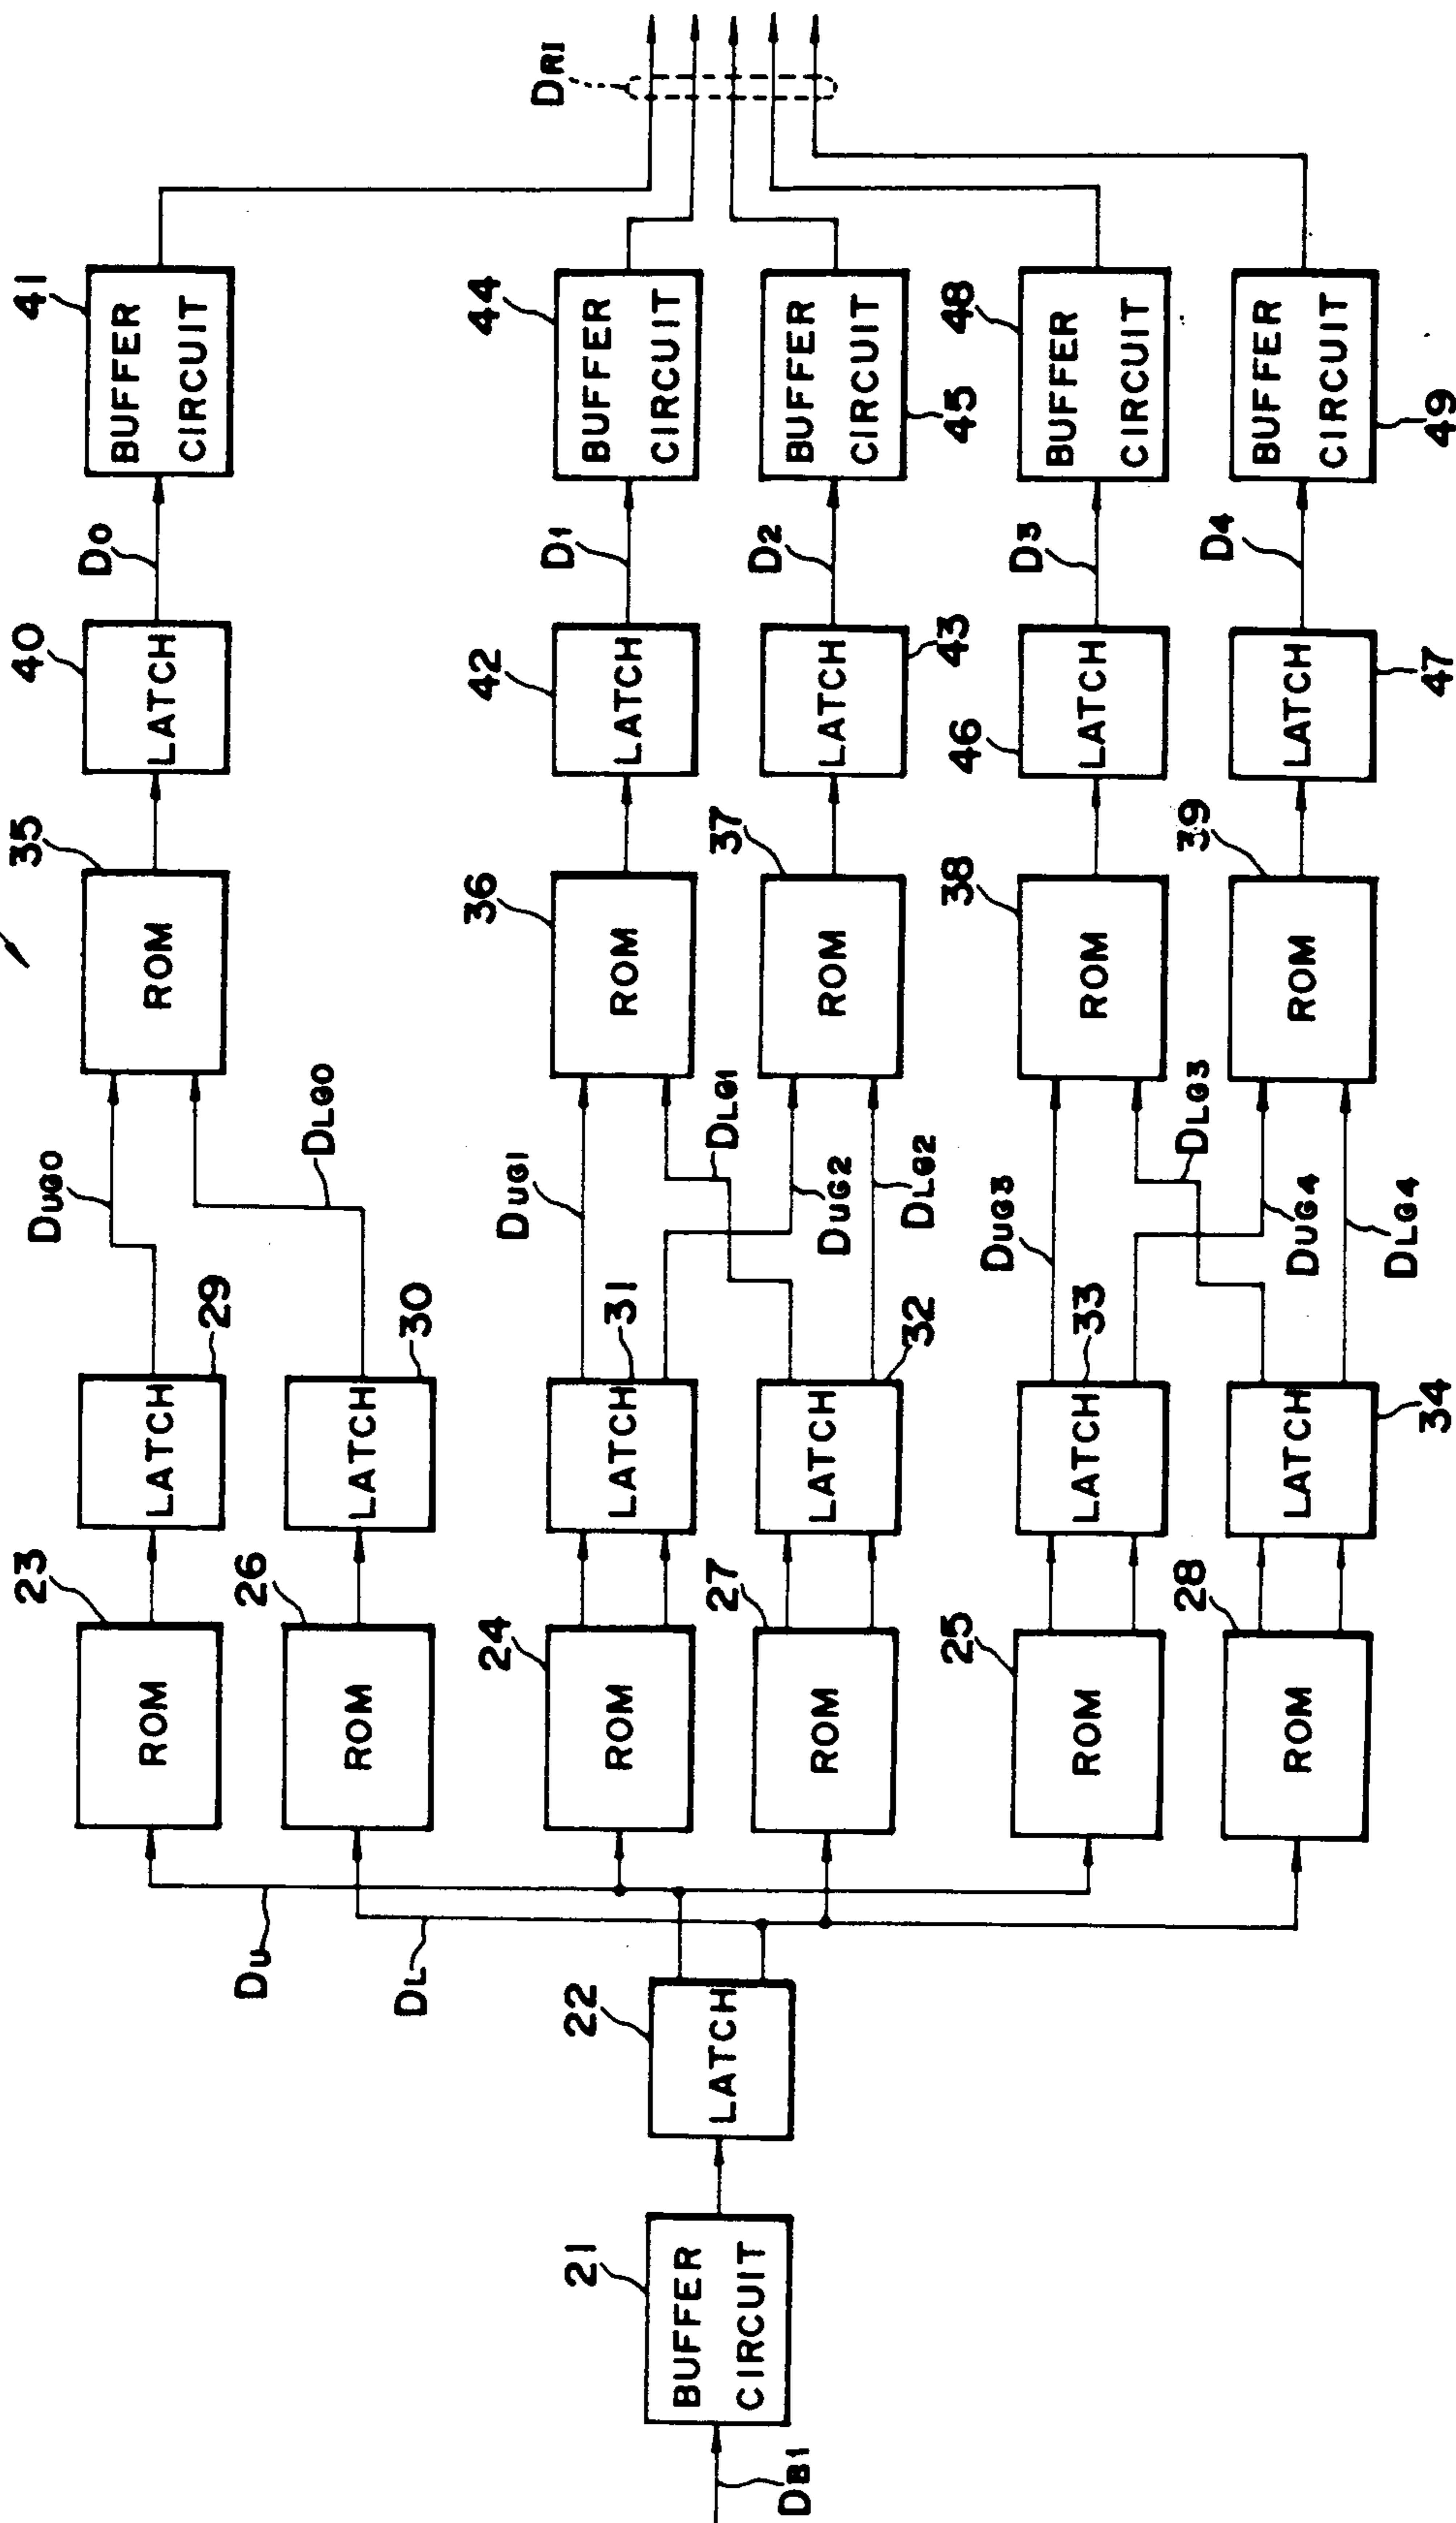 DB1
21
BUFFER
CIRCUIT
22
LATCH
DU
DL
23
ROM
26
ROM
24
ROM
27
ROM
25
ROM
28
ROM
29
LATCH
30
LATCH
31
LATCH
32
LATCH
33
LATCH
34
LATCH
DUG0
DLG0
DUG1
DLG1
DUG2
DLG2
DUG3
DLG3
DUG4
DLG4
35
ROM
36
ROM
37
ROM
38
ROM
39
ROM
40
LATCH
42
LATCH
43
LATCH
46
LATCH
47
LATCH
D0
D1
D2
D3
D4
41
BUFFER
CIRCUIT
44
BUFFER
CIRCUIT
45
BUFFER
CIRCUIT
48
BUFFER
CIRCUIT
49
BUFFER
CIRCUIT
DRI